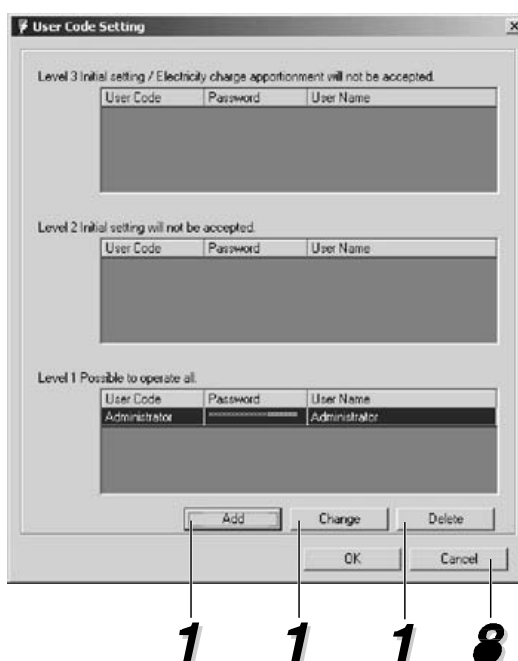 User Code Setting
Level 3 Initial setting / Electricity charge apportionment will not be accepted.
User Code Password User Name
Level 2 Initial setting will not be accepted.
User Code Password User Name
Level 1 Possible to operate all.
User Code Password User Name
Administrator Administrator
Add Change Delete
OK Cancel
1 1 1 8